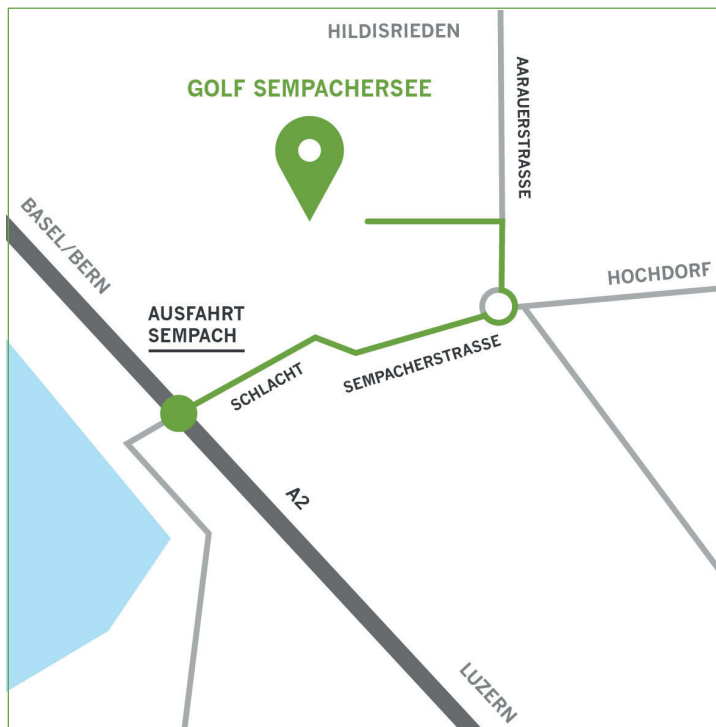 HILDISRIEDEN
GOLF SEMPACHERSEE
AARAUERSTRASSE
BASEL/BERN
HOCHDORF
AUSFAHRT
SEMPACH
SCHLACHT
SEMPACHERSTRASSE
A2
LUZERN